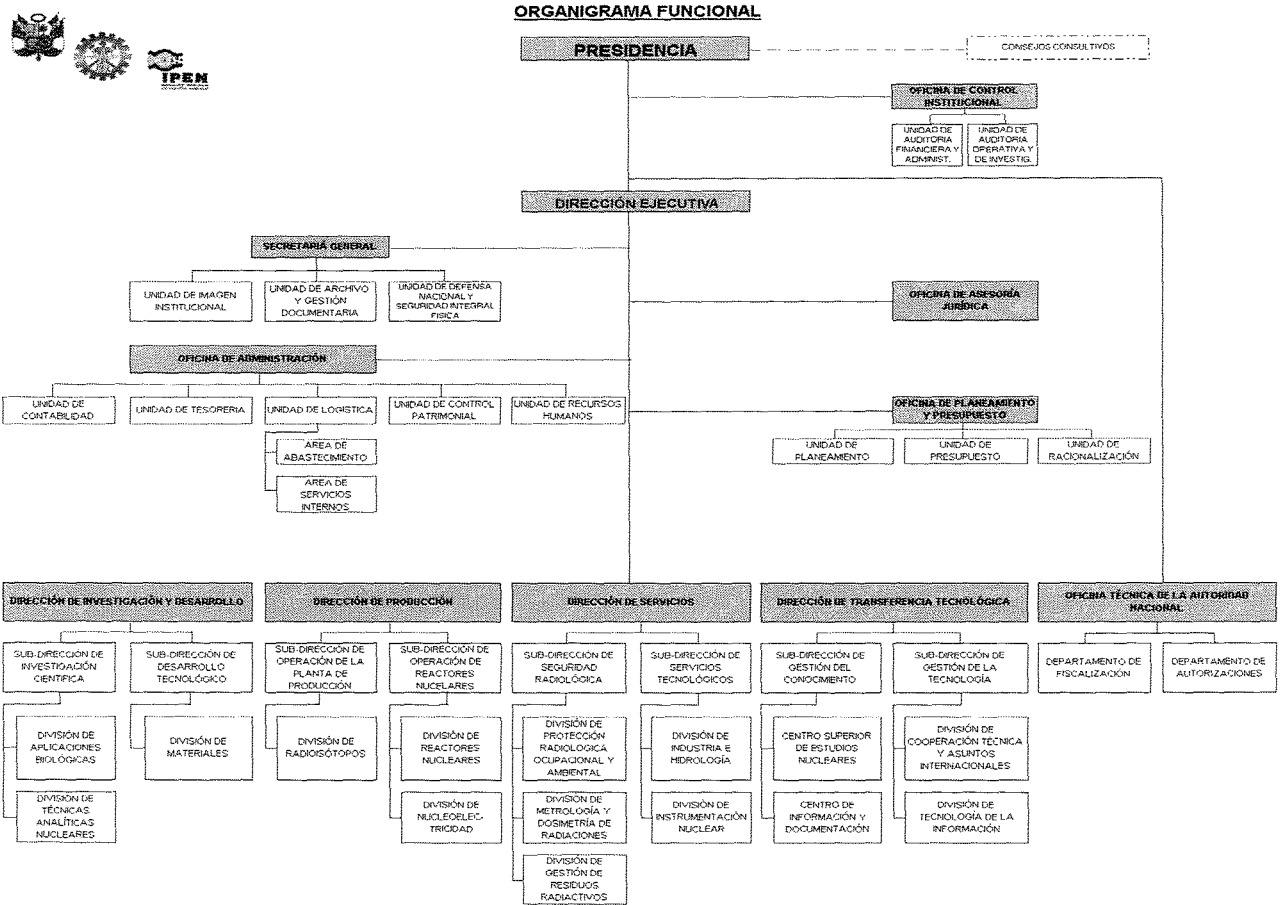 ORGANIGRAMA FUNCIONAL
IPEN
PRESIDENCIA
CONSEJOS CONSULTIVOS
OFICINA DE CONTROL
INSTITUCIONAL
UNIDAD DE
AUDITORIA
FINANCIERA Y
ADMINIST.
UNIDAD DE
AUDITORIA
OPERATIVA Y
DE INVESTIG.
DIRECCIÓN EJECUTIVA
SECRETARIÁ GENERAL
UNIDAD DE IMAGEN
INSTITUCIONAL
UNIDAD DE ARCHIVO
Y GESTIÓN
DOCUMENTARIA
UNIDAD DE DEFENSA
NACIONAL Y
SEGURIDAD INTEGRAL
FISICA
OFICINA DE ASESORÍA
JURÍDICA
OFICINA DE ADMINISTRACIÓN
UNIDAD DE
CONTABILIDAD
UNIDAD DE TESORERIA
UNIDAD DE LOGISTICA
UNIDAD DE CONTROL
PATRIMONIAL
UNIDAD DE RECURSOS
HUMANOS
AREA DE
ABASTECIMIENTO
AREA DE
SERVICIOS
INTERNOS
OFICINA DE PLANEAMIENTO
Y PRESUPUESTO
UNIDAD DE
PLANEAMIENTO
UNIDAD DE
PRESUPUESTO
UNIDAD DE
RACIONALIZACIÓN
DIRECCIÓN DE INVESTIGACIÓN Y DESARROLLO
SUB-DIRECCIÓN DE
INVESTIGACIÓN
CIENTIFICA
SUB-DIRECCIÓN DE
DESARROLLO
TECNOLÓGICO
DIVISIÓN DE
APLICACIONES
BIOLÓGICAS
DIVISIÓN DE
TÉCNICAS
ANALÍTICAS
NUCLEARES
DIVISIÓN DE
MATERIALES
DIRECCIÓN DE PRODUCCIÓN
SUB-DIRECCIÓN DE
OPERACIÓN DE LA
PLANTA DE
PRODUCCIÓN
SUB-DIRECCIÓN DE
OPERACIÓN DE
REACTORES
NUCELARES
DIVISIÓN DE
RADIOISÓTOPOS
DIVISIÓN DE
REACTORES
NUCLEARES
DIVISIÓN DE
NUCLEOELEC-
TRICIDAD
DIRECCIÓN DE SERVICIOS
SUB-DIRECCIÓN DE
SEGURIDAD
RADIOLÓGICA
SUB-DIRECCIÓN DE
SERVICIOS
TECNOLÓGICOS
DIVISIÓN DE
PROTECCIÓN
RADIOLOGICA
OCUPACIONAL Y
AMBIENTAL
DIVISIÓN DE
METROLOGÍA Y
DOSIMETRÍA DE
RADIACIONES
DIVISIÓN DE
GESTIÓN DE
RESIDUOS
RADIACTIVOS
DIVISIÓN DE
INDUSTRIA E
HIDROLOGÍA
DIVISIÓN DE
INSTRUMENTACIÓN
NUCLEAR
DIRECCIÓN DE TRANSFERENCIA TECNOLÓGICA
SUB-DIRECCIÓN DE
GESTIÓN DEL
CONOCIMIENTO
SUB-DIRECCIÓN DE
GESTIÓN DE LA
TECNOLOGÍA
CENTRO SUPERIOR
DE ESTUDIOS
NUCLEARES
CENTRO DE
INFORMACIÓN Y
DOCUMENTACIÓN
DIVISIÓN DE
COOPERACIÓN TÉCNICA
Y ASUNTOS
INTERNACIONALES
DIVISIÓN DE
TECNOLOGÍA DE LA
INFORMACIÓN
OFICINA TÉCNICA DE LA AUTORIDAD
NACIONAL
DEPARTAMENTO DE
FISCALIZACIÓN
DEPARTAMENTO DE
AUTORIZACIONES